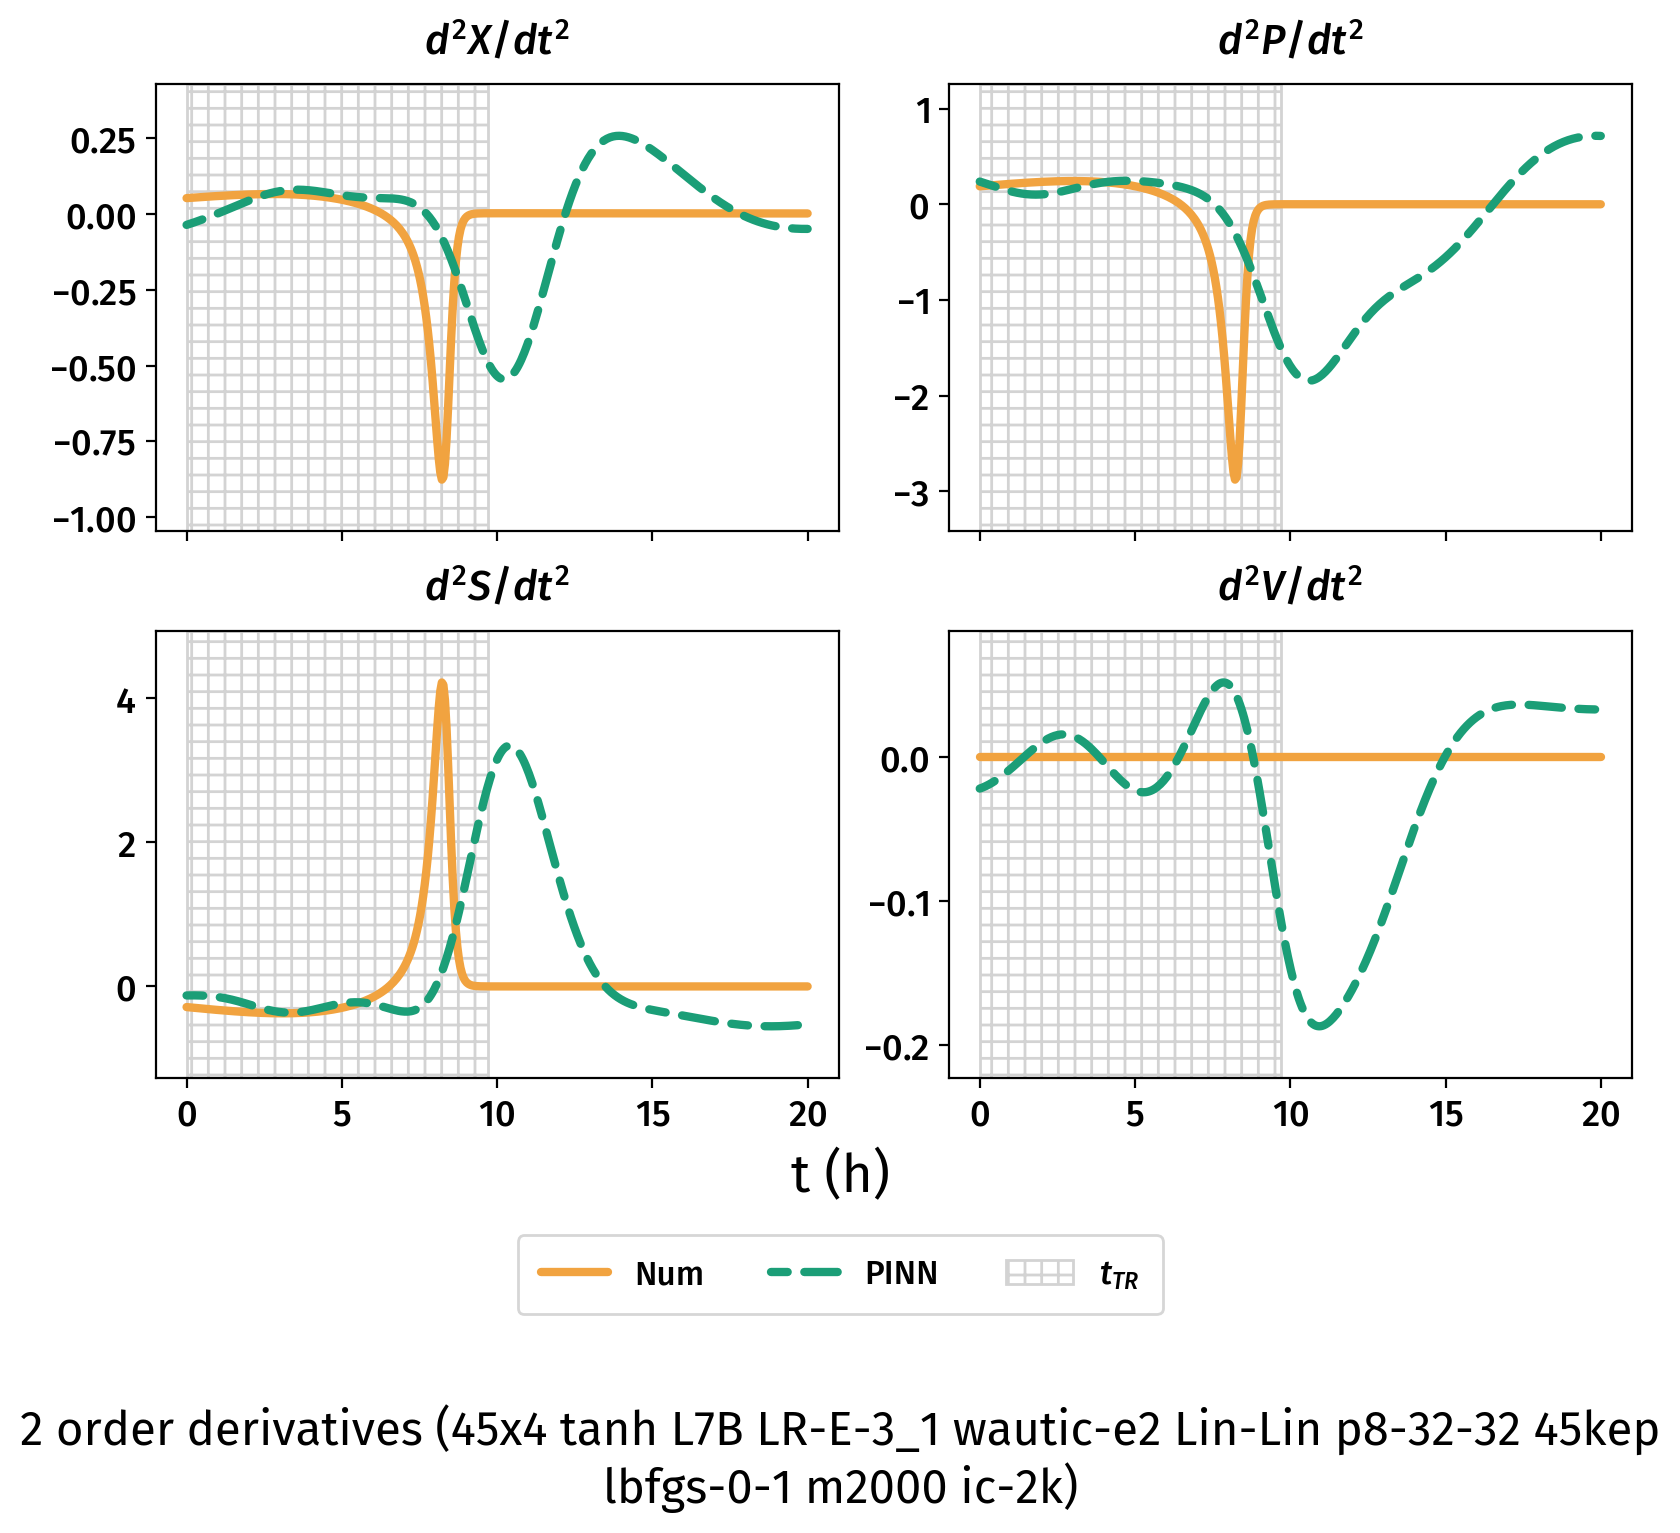 d²X/dt²
d²P/dt²
0.25
0.00
−0.25
−0.50
−0.75
−1.00
1
0
−1
−2
−3
d²S/dt²
d²V/dt²
4
2
0
0.0
−0.1
−0.2
0 5 10 15 20
0 5 10 15 20
t (h)
Num PINN t_TR
2 order derivatives (45x4 tanh L7B LR-E-3_1 wautic-e2 Lin-Lin p8-32-32 45kep
lbfgs-0-1 m2000 ic-2k)